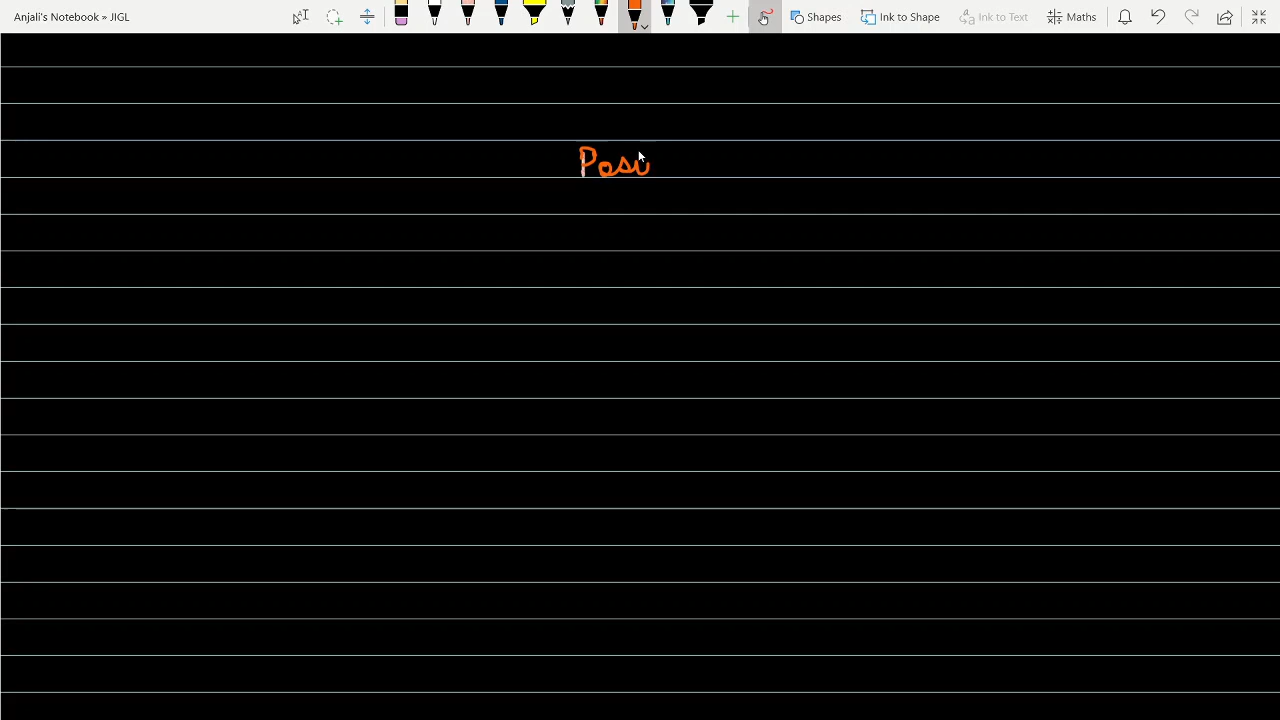 Anjali's Notebook » JIGL
Shapes
Ink to Shape
Ink to Text
Maths
Posi